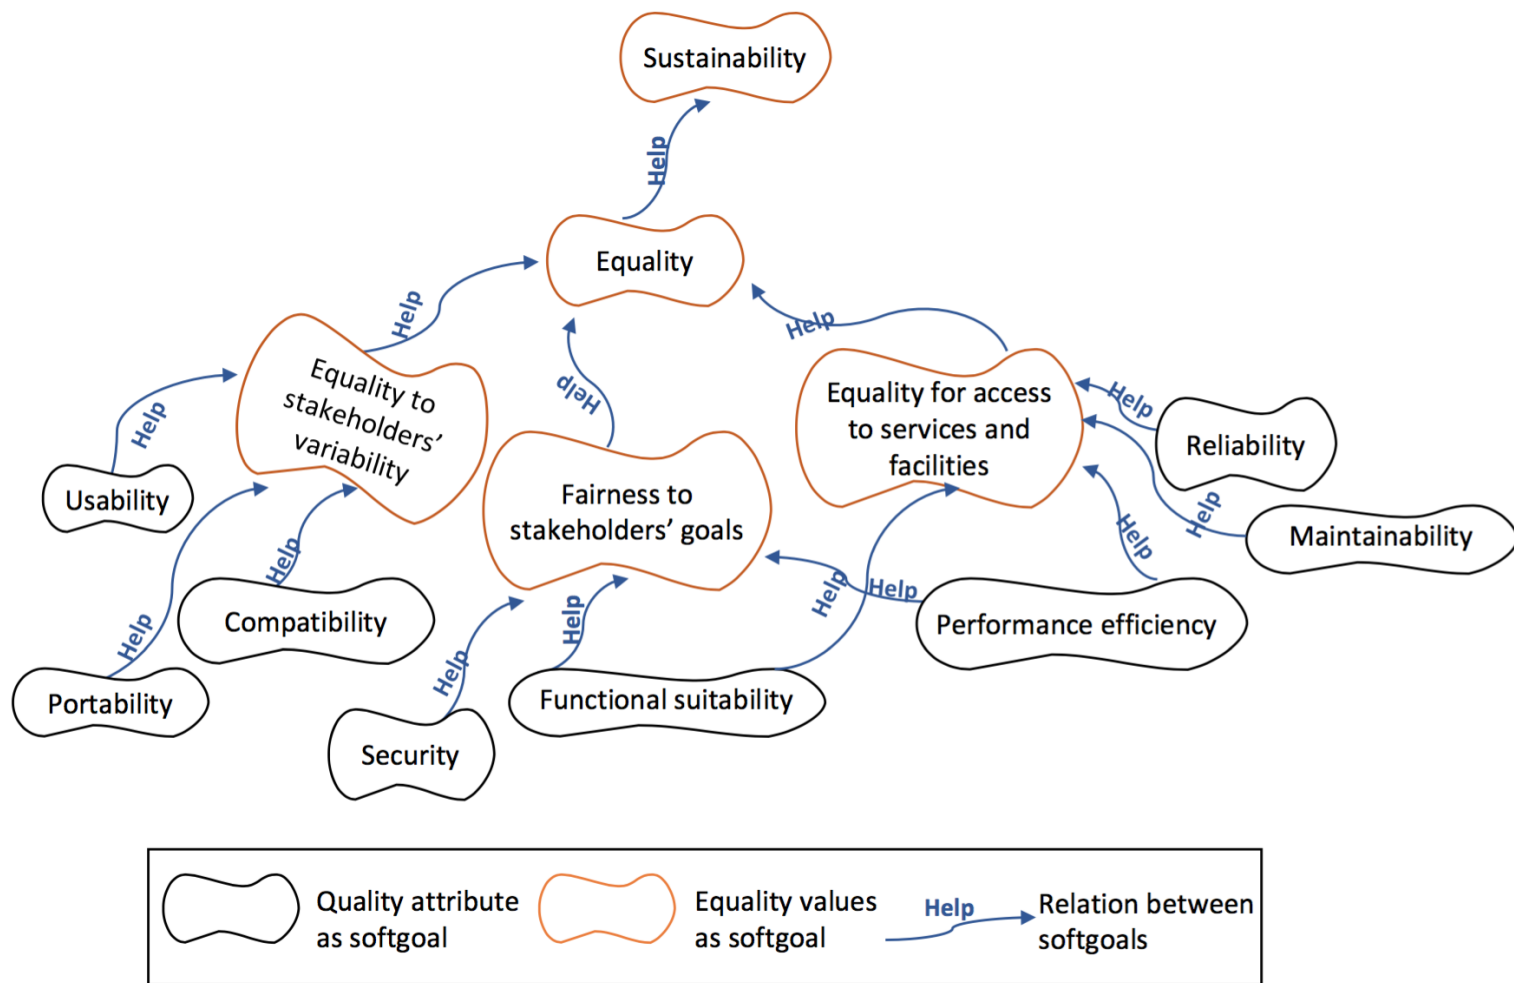 Sustainability
Help
Equality
Help
Help
Help
Equality to
stakeholders'
variability
Equality for access
to services and
facilities
Fairness to
stakeholders' goals
Help
Usability
Help
Reliability
Help
Maintainability
Help
Help
Help
Performance efficiency
Help
Compatibility
Help
Portability
Help
Security
Help
Functional suitability
Help
Quality attribute
as softgoal
Equality values
as softgoal
Help
Relation between
softgoals